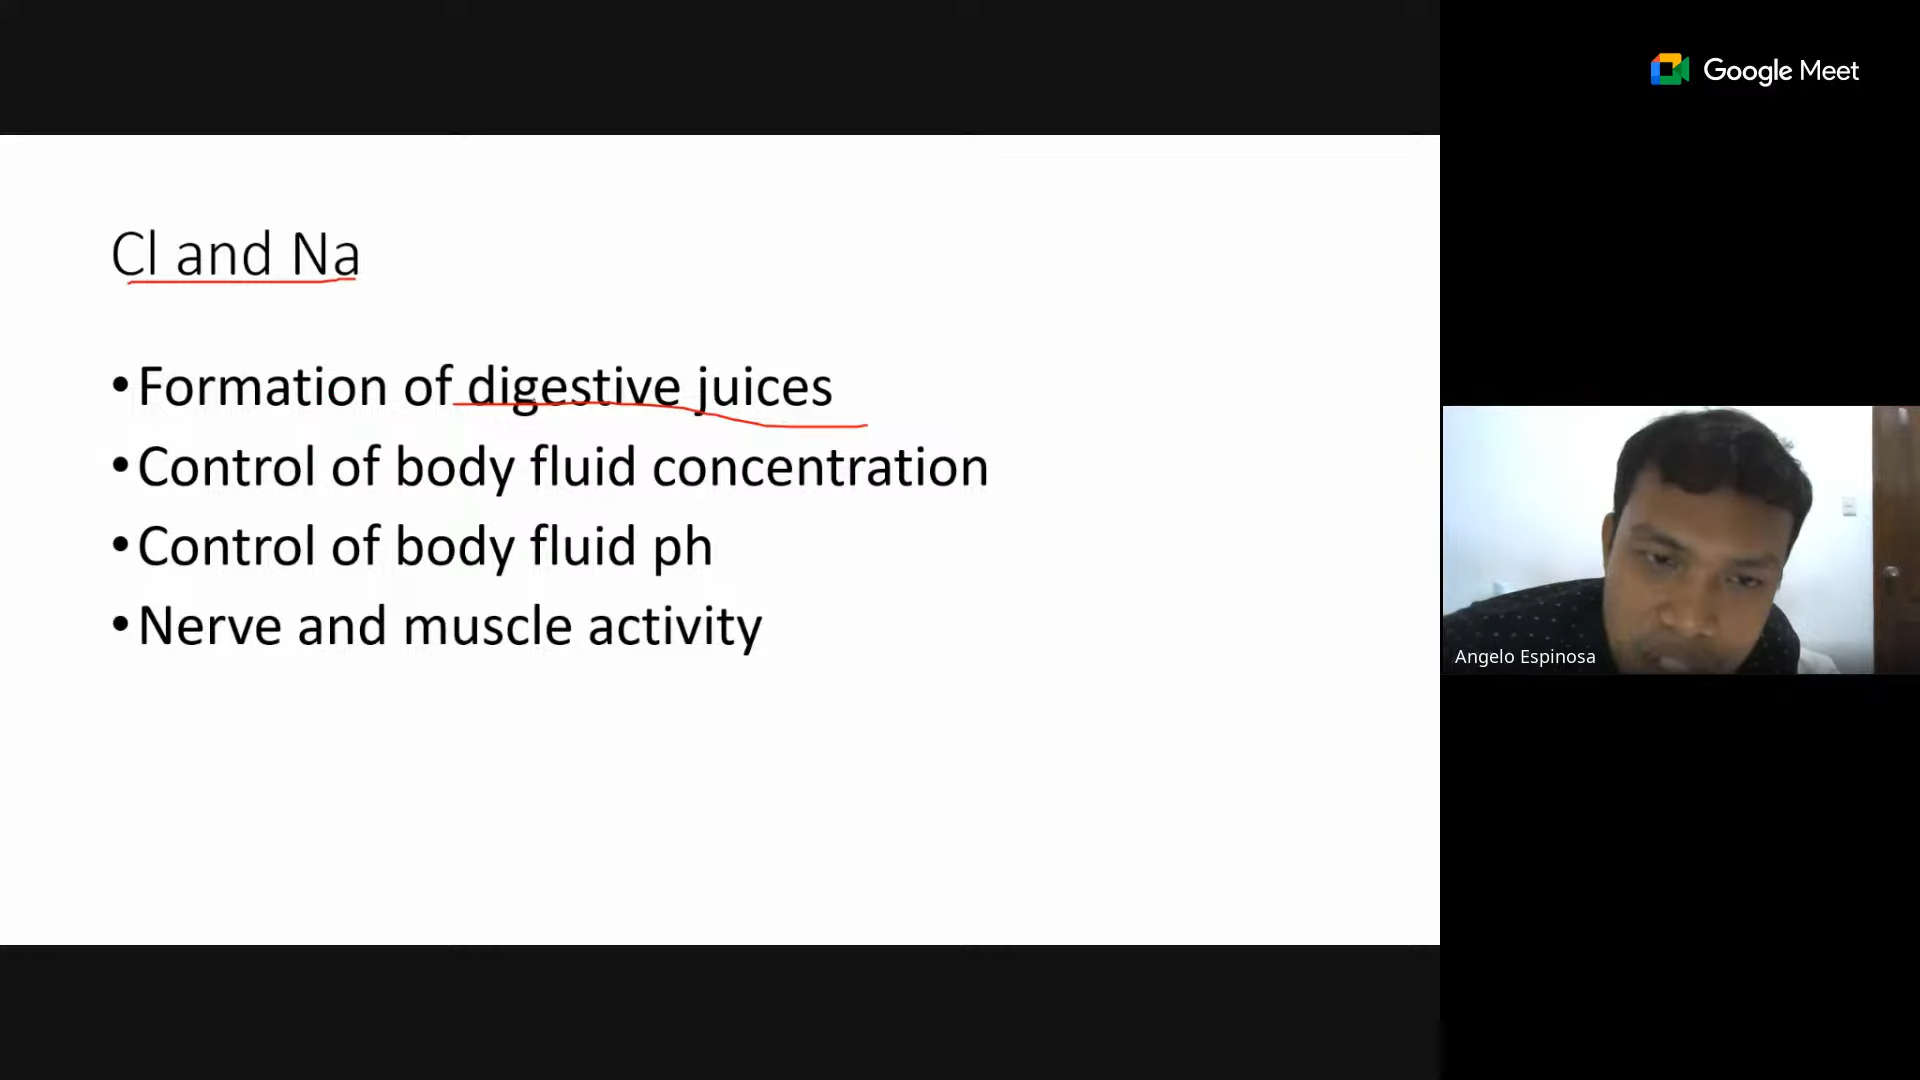 Google Meet
Cl and Na
•Formation of digestive juices
•Control of body fluid concentration
•Control of body fluid ph
•Nerve and muscle activity
Angelo Espinosa